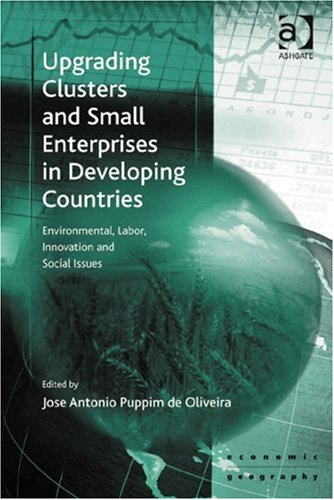 ASHGATE
Upgrading
Clusters
and Small
Enterprises
in Developing
Countries
Environmental, Labor,
Innovation and
Social Issues
Edited by
Jose Antonio Puppim de Oliveira
economic
geography